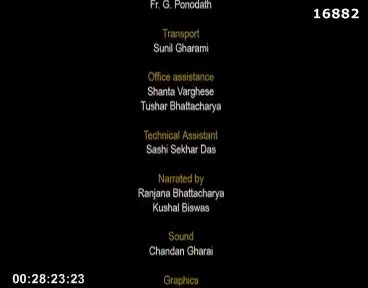 Fr. G. Ponodath
16882
Transport
Sunil Gharami
Office assistance
Shanta Varghese
Tushar Bhattacharya
Technical Assistant
Sashi Sekhar Das
Narrated by
Ranjana Bhattacharya
Kushal Biswas
Sound
Chandan Gharai
Graphics
00:28:23:23